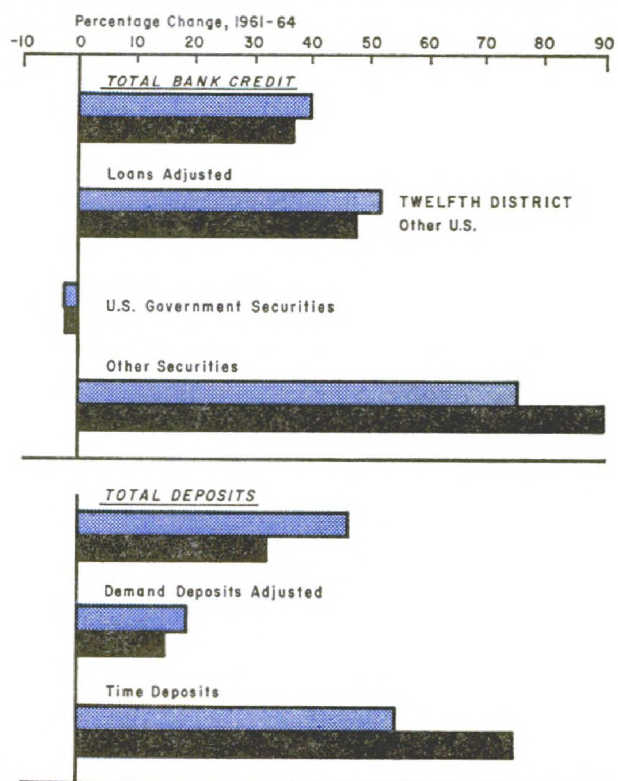 Percentage Change, 1961-64
-10 0 10 20 30 40 50 60 70 80 90
TOTAL BANK CREDIT
Loans Adjusted
TWELFTH DISTRICT
Other U.S.
U.S. Government Securities
Other Securities
TOTAL DEPOSITS
Demand Deposits Adjusted
Time Deposits